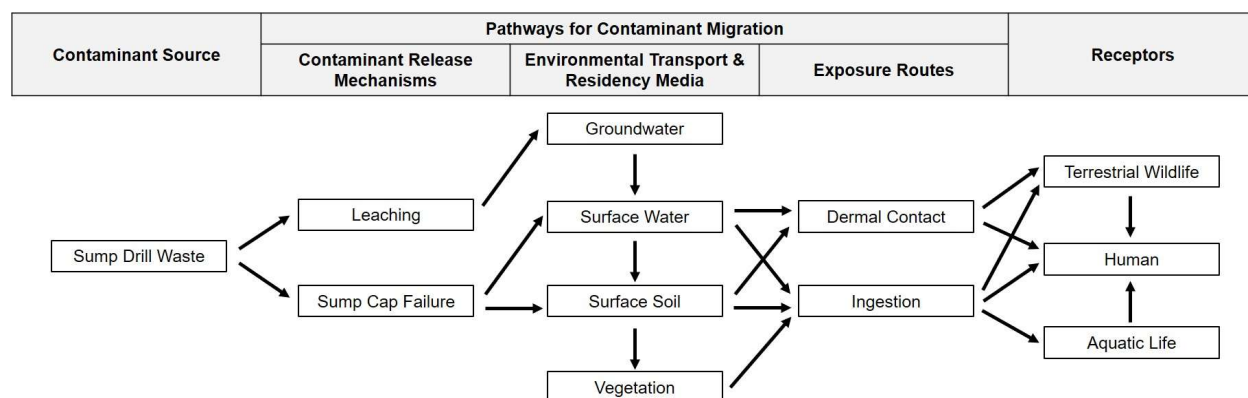 Contaminant Source
Pathways for Contaminant Migration
Contaminant Release
Mechanisms
Environmental Transport &
Residency Media
Exposure Routes
Receptors
Groundwater
Leaching
Surface Water
Dermal Contact
Terrestrial Wildlife
Sump Drill Waste
Human
Sump Cap Failure
Surface Soil
Ingestion
Aquatic Life
Vegetation